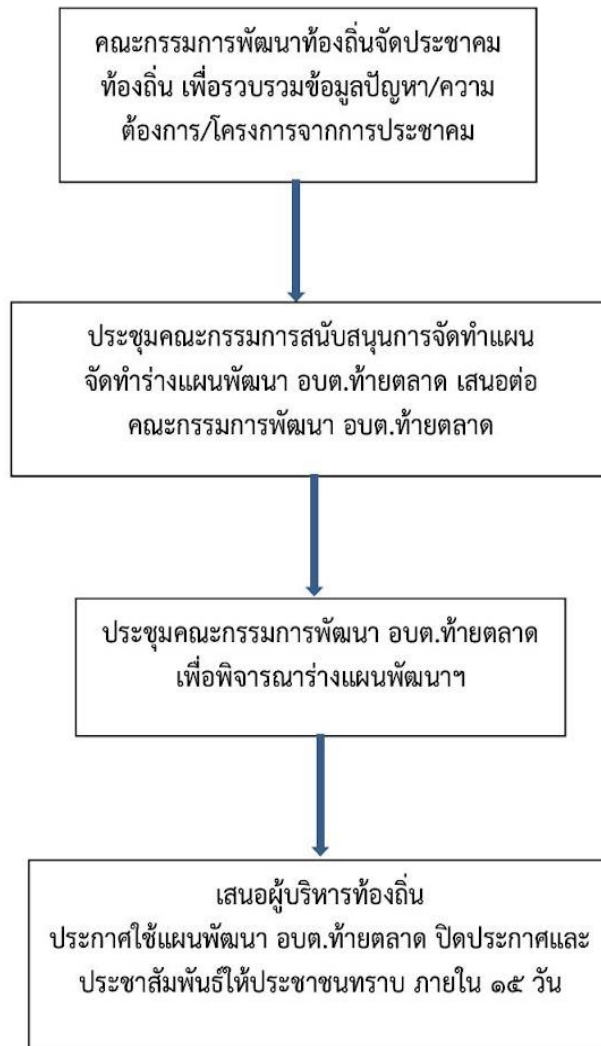 คณะกรรมการพัฒนาท้องถิ่นจัดประชาคม
ท้องถิ่น เพื่อรวบรวมข้อมูลปัญหา/ความ
ต้องการ/โครงการจากการประชาคม
ประชุมคณะกรรมการสนับสนุนการจัดทำแผน
จัดทำร่างแผนพัฒนา อบต.ท้ายตลาด เสนอต่อ
คณะกรรมการพัฒนา อบต.ท้ายตลาด
ประชุมคณะกรรมการพัฒนา อบต.ท้ายตลาด
เพื่อพิจารณาร่างแผนพัฒนาฯ
เสนอผู้บริหารท้องถิ่น
ประกาศใช้แผนพัฒนา อบต.ท้ายตลาด ปิดประกาศและ
ประชาสัมพันธ์ให้ประชาชนทราบ ภายใน ๑๕ วัน